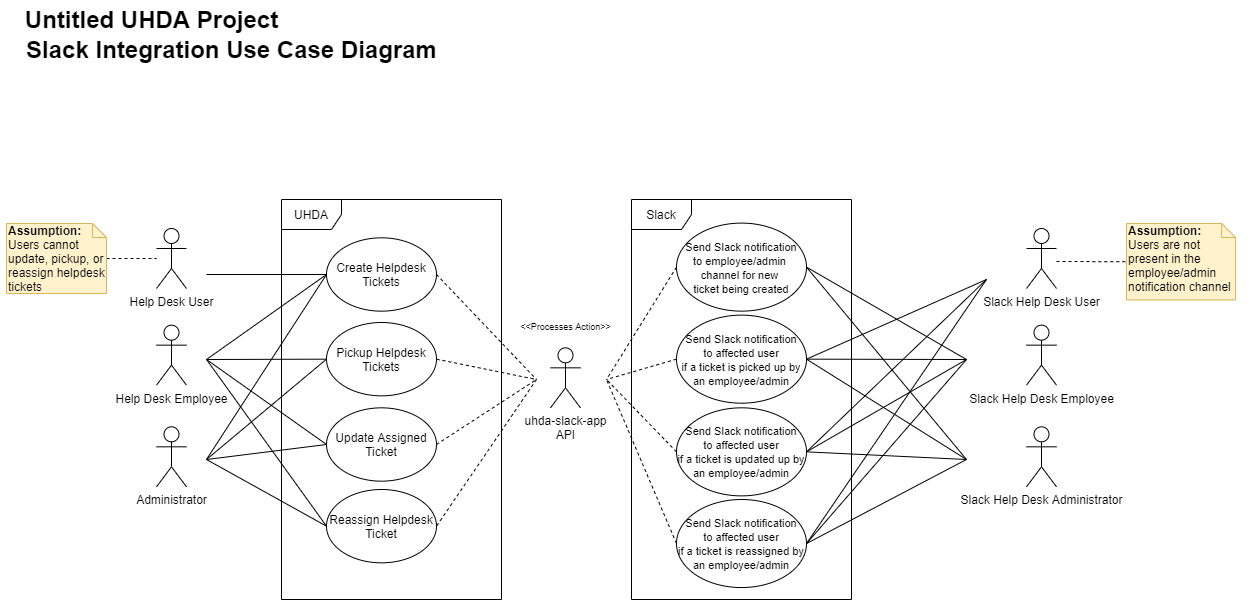 Untitled UHDA Project
Slack Integration Use Case Diagram
Assumption:
Users cannot
update, pickup, or
reassign helpdesk
tickets
Help Desk User
Help Desk Employee
Administrator
UHDA
Create Helpdesk
Tickets
Pickup Helpdesk
Tickets
Update Assigned
Ticket
Reassign Helpdesk
Ticket
<<Processes Action>>
uhda-slack-app
API
Slack
Send Slack notification
to employee/admin
channel for new
ticket being created
Send Slack notification
to affected user
if a ticket is picked up by
an employee/admin
Send Slack notification
to affected user
if a ticket is updated up by
an employee/admin
Send Slack notification
to affected user
if a ticket is reassigned by
an employee/admin
Slack Help Desk User
Slack Help Desk Employee
Slack Help Desk Administrator
Assumption:
Users are not
present in the
employee/admin
notification channel